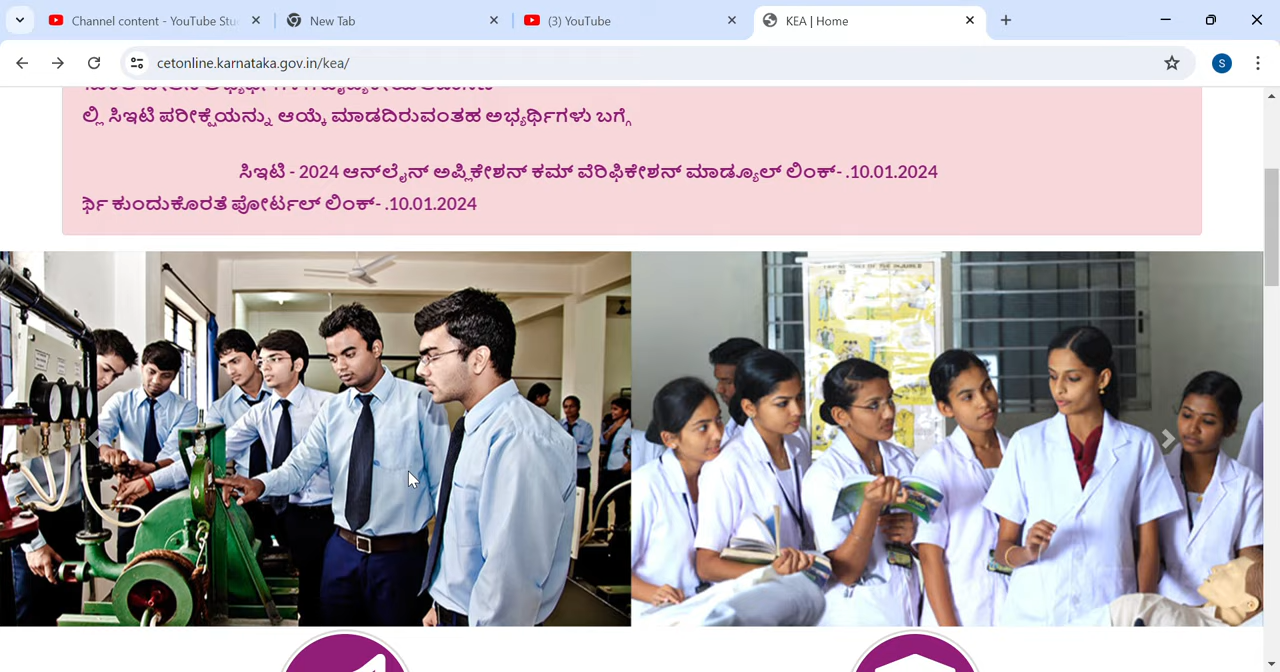 Channel content - YouTube Stu
New Tab
(3) YouTube
KEA | Home
cetonline.karnataka.gov.in/kea/
S
ಲ್ಲಿ ಸಿಇಟಿ ಪರೀಕ್ಷೆಯನ್ನು ಆಯ್ಕೆ ಮಾಡದಿರುವಂತಹ ಅಭ್ಯರ್ಥಿಗಳು ಬಗ್ಗೆ
ಸಿಇಟಿ - 2024 ಆನ್‌ಲೈನ್ ಅಪ್ಲಿಕೇಶನ್ ಕಮ್ ವೆರಿಫಿಕೇಶನ್ ಮಾಡ್ಯೂಲ್ ಲಿಂಕ್- .10.01.2024
ರ್ಥಿ ಕುಂದುಕೊರತೆ ಪೋರ್ಟಲ್ ಲಿಂಕ್- .10.01.2024